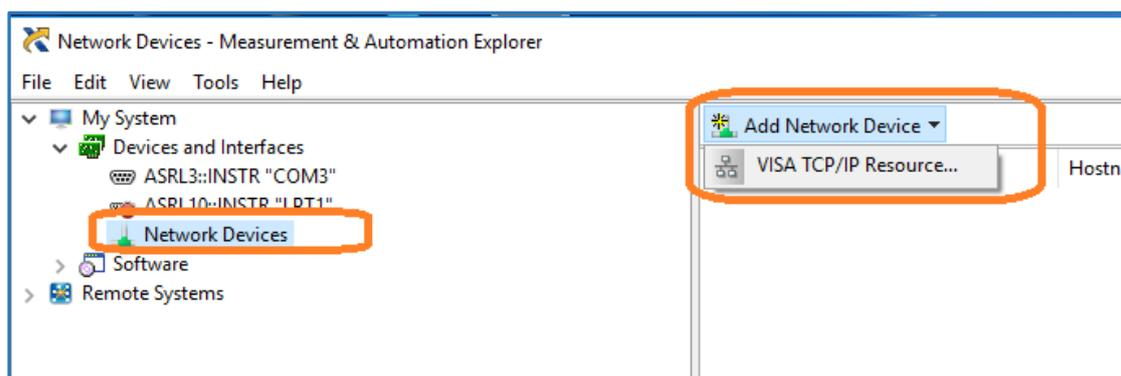 Network Devices - Measurement & Automation Explorer
File Edit View Tools Help
My System
Devices and Interfaces
ASRL3::INSTR "COM3"
ASRL10::INSTR "LPT1"
Network Devices
Software
Remote Systems
Add Network Device
VISA TCP/IP Resource...
Hostn